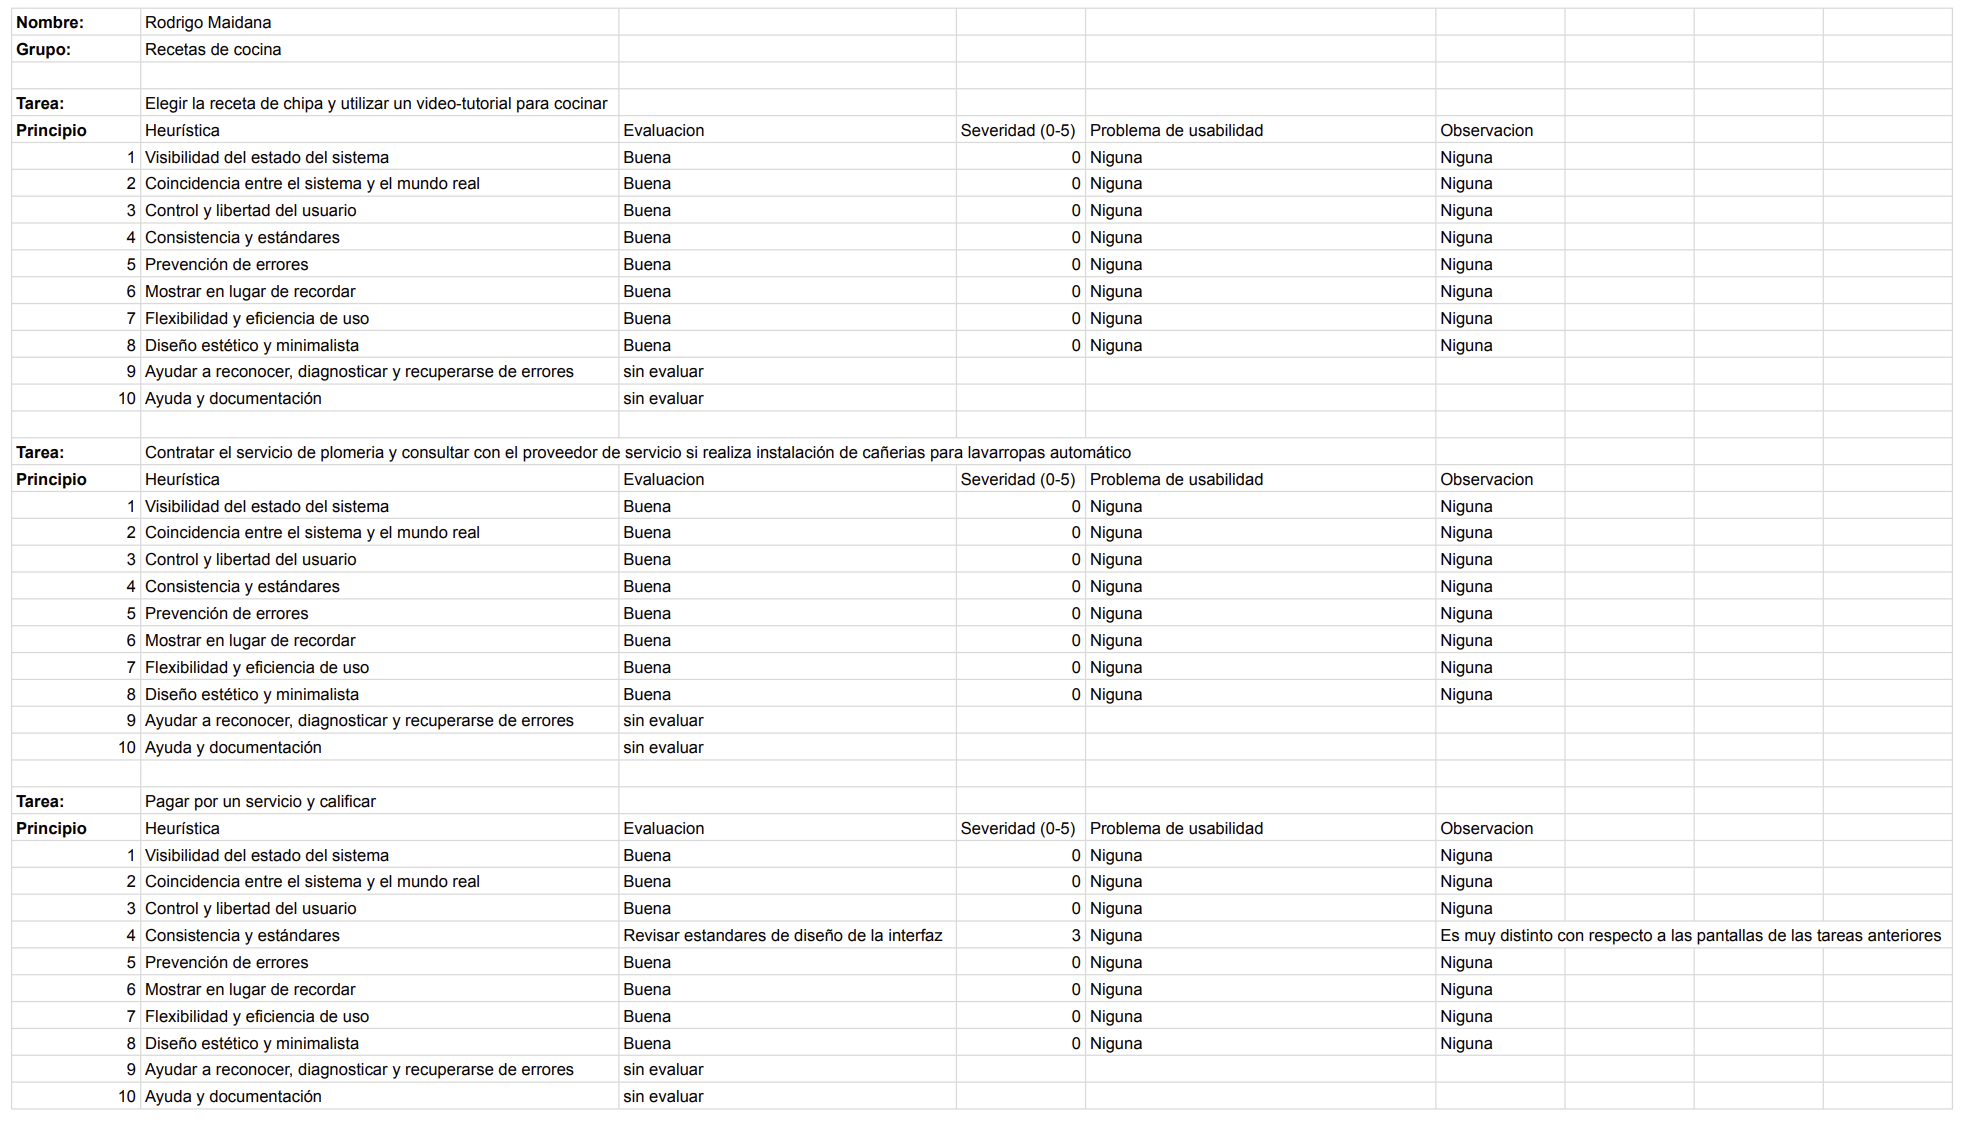 Nombre: Rodrigo Maidana
Grupo: Recetas de cocina
Tarea: Elegir la receta de chipa y utilizar un video-tutorial para cocinar
Principio Heurística Evaluacion Severidad (0-5) Problema de usabilidad Observacion
1 Visibilidad del estado del sistema Buena 0 Niguna Niguna
2 Coincidencia entre el sistema y el mundo real Buena 0 Niguna Niguna
3 Control y libertad del usuario Buena 0 Niguna Niguna
4 Consistencia y estándares Buena 0 Niguna Niguna
5 Prevención de errores Buena 0 Niguna Niguna
6 Mostrar en lugar de recordar Buena 0 Niguna Niguna
7 Flexibilidad y eficiencia de uso Buena 0 Niguna Niguna
8 Diseño estético y minimalista Buena 0 Niguna Niguna
9 Ayudar a reconocer, diagnosticar y recuperarse de errores sin evaluar
10 Ayuda y documentación sin evaluar
Tarea: Contratar el servicio de plomeria y consultar con el proveedor de servicio si realiza instalación de cañerias para lavarropas automático
Principio Heurística Evaluacion Severidad (0-5) Problema de usabilidad Observacion
1 Visibilidad del estado del sistema Buena 0 Niguna Niguna
2 Coincidencia entre el sistema y el mundo real Buena 0 Niguna Niguna
3 Control y libertad del usuario Buena 0 Niguna Niguna
4 Consistencia y estándares Buena 0 Niguna Niguna
5 Prevención de errores Buena 0 Niguna Niguna
6 Mostrar en lugar de recordar Buena 0 Niguna Niguna
7 Flexibilidad y eficiencia de uso Buena 0 Niguna Niguna
8 Diseño estético y minimalista Buena 0 Niguna Niguna
9 Ayudar a reconocer, diagnosticar y recuperarse de errores sin evaluar
10 Ayuda y documentación sin evaluar
Tarea: Pagar por un servicio y calificar
Principio Heurística Evaluacion Severidad (0-5) Problema de usabilidad Observacion
1 Visibilidad del estado del sistema Buena 0 Niguna Niguna
2 Coincidencia entre el sistema y el mundo real Buena 0 Niguna Niguna
3 Control y libertad del usuario Buena 0 Niguna Niguna
4 Consistencia y estándares Revisar estandares de diseño de la interfaz 3 Niguna Es muy distinto con respecto a las pantallas de las tareas anteriores
5 Prevención de errores Buena 0 Niguna Niguna
6 Mostrar en lugar de recordar Buena 0 Niguna Niguna
7 Flexibilidad y eficiencia de uso Buena 0 Niguna Niguna
8 Diseño estético y minimalista Buena 0 Niguna Niguna
9 Ayudar a reconocer, diagnosticar y recuperarse de errores sin evaluar
10 Ayuda y documentación sin evaluar